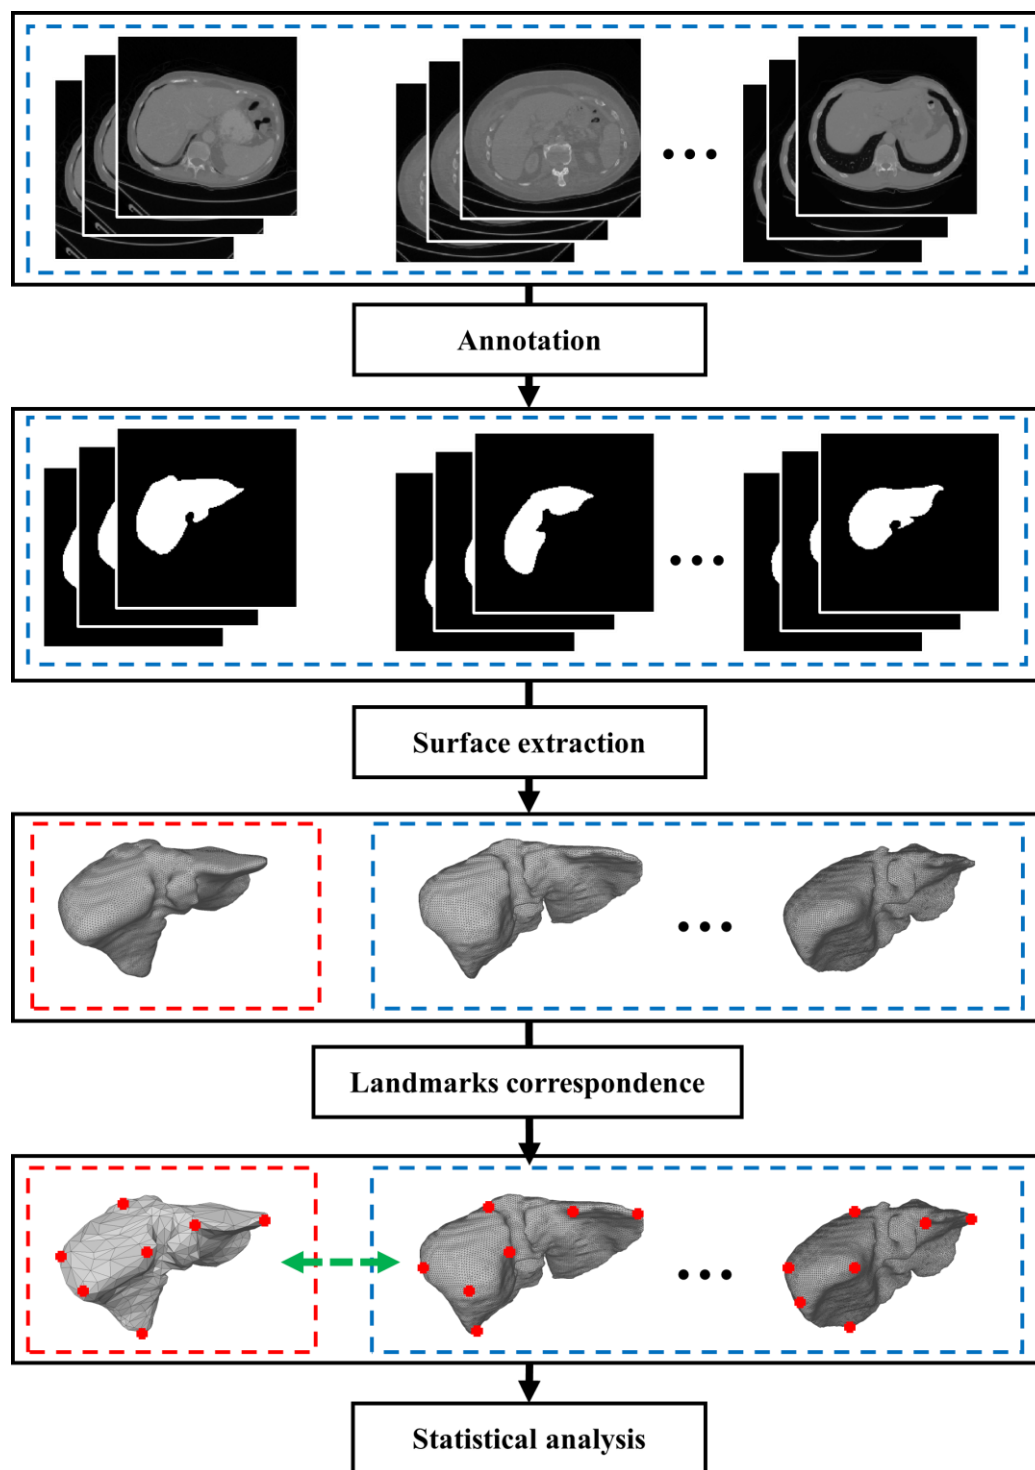 Annotation
Surface extraction
Landmarks correspondence
Statistical analysis